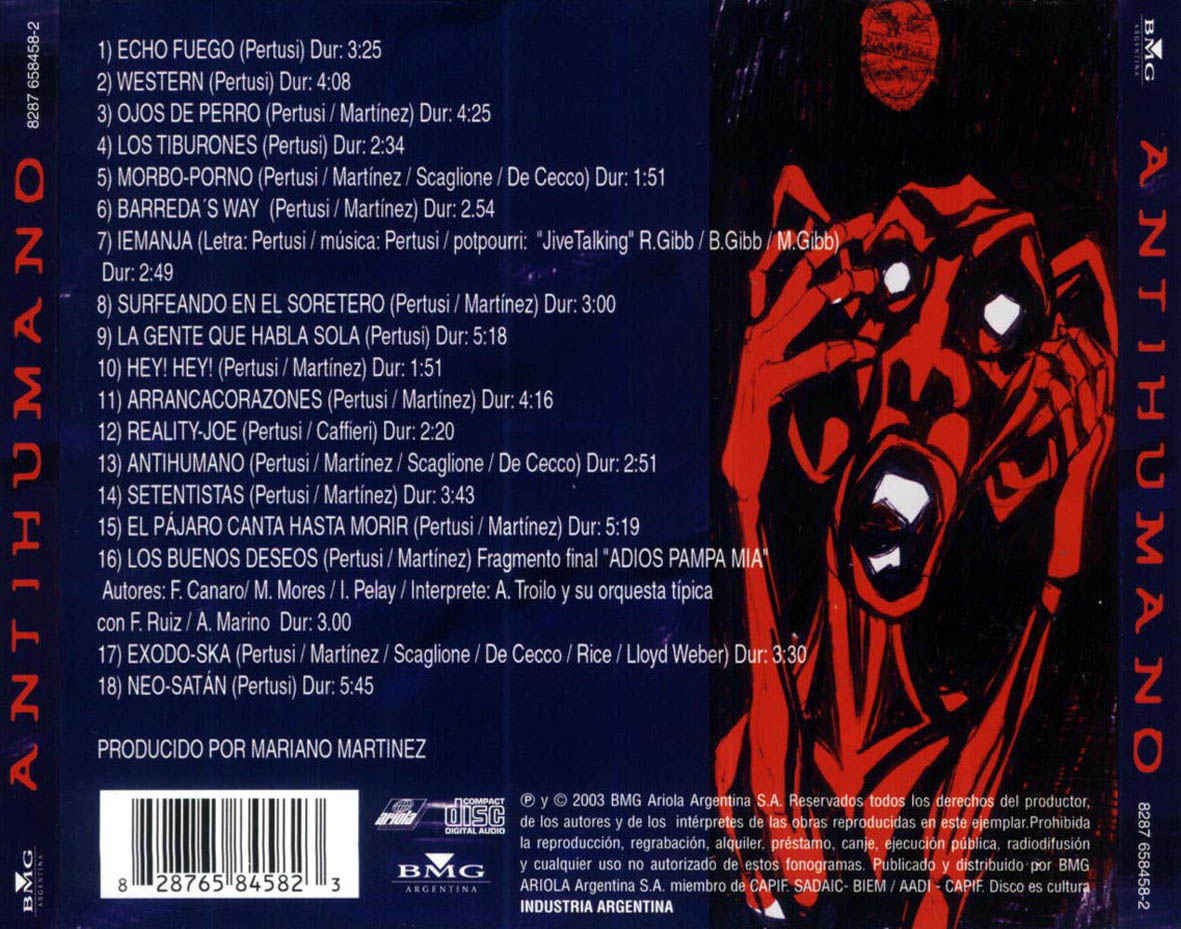 8287 658458-2
ANTIHUMANO
BMG
ARGENTINA
1) ECHO FUEGO (Pertusi) Dur: 3:25
2) WESTERN (Pertusi) Dur: 4:08
3) OJOS DE PERRO (Pertusi / Martínez) Dur: 4:25
4) LOS TIBURONES (Pertusi) Dur: 2:34
5) MORBO-PORNO (Pertusi / Martínez / Scaglione / De Cecco) Dur: 1:51
6) BARREDA´S WAY (Pertusi / Martínez) Dur: 2.54
7) IEMANJA (Letra: Pertusi / música: Pertusi / potpourri: "JiveTalking" R.Gibb / B.Gibb / M.Gibb)
Dur: 2:49
8) SURFEANDO EN EL SORETERO (Pertusi / Martínez) Dur: 3:00
9) LA GENTE QUE HABLA SOLA (Pertusi) Dur: 5:18
10) HEY! HEY! (Pertusi / Martínez) Dur: 1:51
11) ARRANCACORAZONES (Pertusi / Martínez) Dur: 4:16
12) REALITY-JOE (Pertusi / Caffieri) Dur: 2:20
13) ANTIHUMANO (Pertusi / Martínez / Scaglione / De Cecco) Dur: 2:51
14) SETENTISTAS (Pertusi / Martínez) Dur: 3:43
15) EL PÁJARO CANTA HASTA MORIR (Pertusi / Martínez) Dur: 5:19
16) LOS BUENOS DESEOS (Pertusi / Martínez) Fragmento final "ADIOS PAMPA MIA"
Autores: F. Canaro/ M. Mores / I. Pelay / Interprete: A. Troilo y su orquesta típica
con F. Ruiz / A. Marino Dur: 3.00
17) EXODO-SKA (Pertusi / Martínez / Scaglione / De Cecco / Rice / Lloyd Weber) Dur: 3:30
18) NEO-SATÁN (Pertusi) Dur: 5:45
PRODUCIDO POR MARIANO MARTINEZ
8 28765 84582 3
ariola
COMPACT
disc
DIGITAL AUDIO
BMG
ARGENTINA
℗ y © 2003 BMG Ariola Argentina S.A. Reservados todos los derechos del productor,
de los autores y de los intérpretes de las obras reproducidas en este ejemplar.Prohibida
la reproducción, regrabación, alquiler, préstamo, canje, ejecución pública, radiodifusión
y cualquier uso no autorizado de estos fonogramas. Publicado y distribuido por BMG
ARIOLA Argentina S.A. miembro de CAPIF. SADAIC- BIEM / AADI - CAPIF. Disco es cultura
INDUSTRIA ARGENTINA
BMG
ARGENTINA
ANTIHUMANO
8287 658458-2